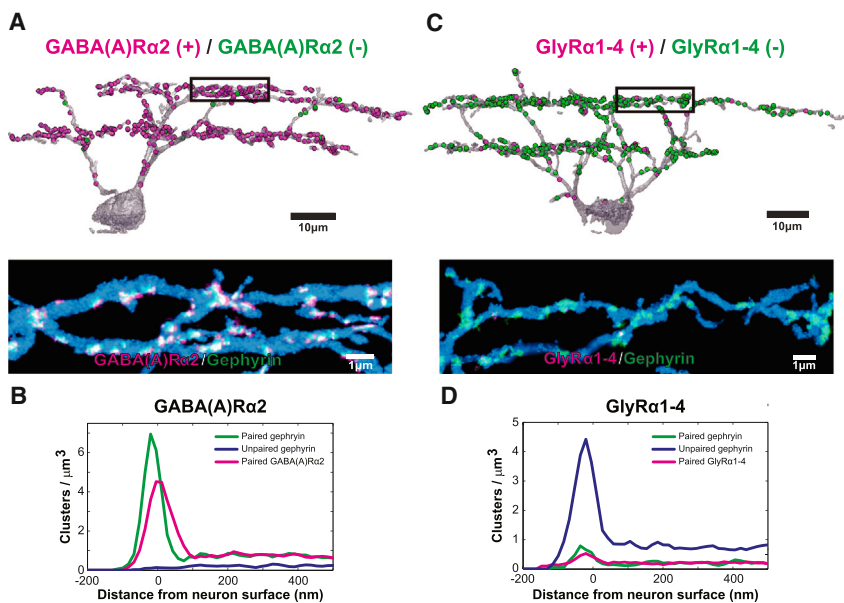 A
GABA(A)Rα2 (+) / GABA(A)Rα2 (-)
10μm
GABA(A)Rα2/Gephyrin
1μm
B
GABA(A)Rα2
Paired gephryin
Unpaired gephyrin
Paired GABA(A)Rα2
Clusters / μm3
6
4
2
0
-200
0
200
400
Distance from neuron surface (nm)
C
GlyRα1-4 (+) / GlyRα1-4 (-)
10μm
GlyRα1-4/Gephyrin
1μm
D
GlyRα1-4
Paired gephyrin
Unpaired gephyrin
Paired GlyRα1-4
Clusters / μm3
5
4
3
2
1
0
-200
0
200
400
Distance from neuron surface (nm)